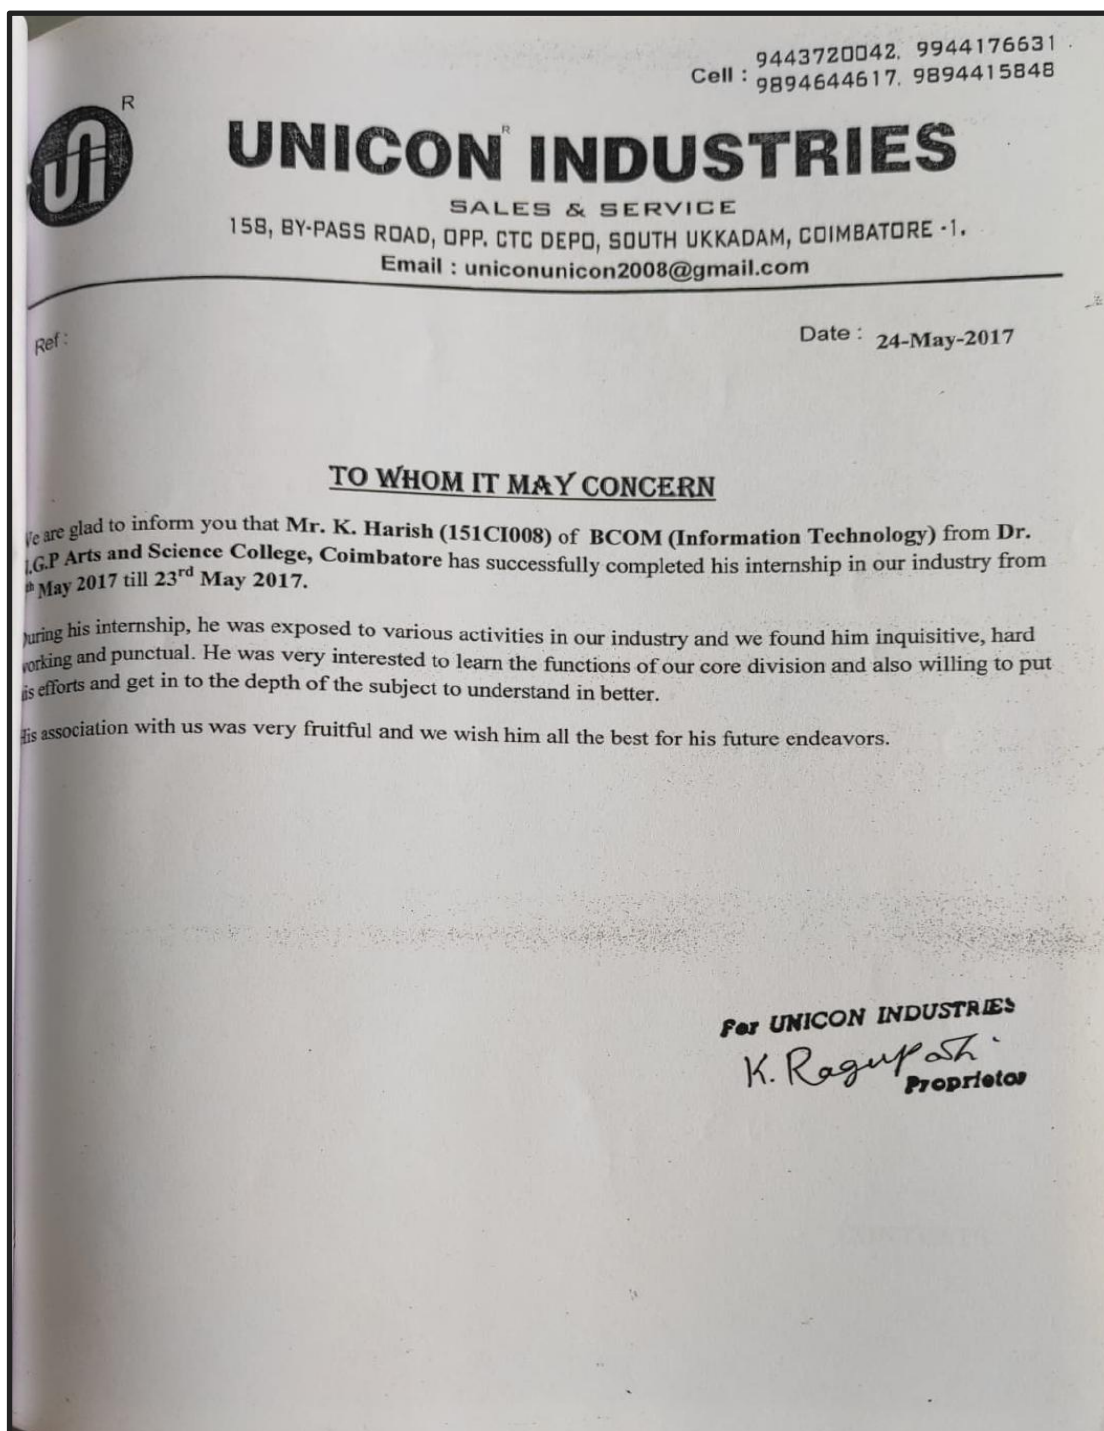 Cell : 9443720042, 9944176631
9894644617, 9894415848
R
UNICON R INDUSTRIES
SALES & SERVICE
158, BY-PASS ROAD, OPP. CTC DEPO, SOUTH UKKADAM, COIMBATORE -1.
Email : uniconunicon2008@gmail.com
Ref :
Date : 24-May-2017
TO WHOM IT MAY CONCERN
are glad to inform you that Mr. K. Harish (151CI008) of BCOM (Information Technology) from Dr.
.G.P Arts and Science College, Coimbatore has successfully completed his internship in our industry from
th May 2017 till 23rd May 2017.
his internship, he was exposed to various activities in our industry and we found him inquisitive, hard
and punctual. He was very interested to learn the functions of our core division and also willing to put
efforts and get in to the depth of the subject to understand in better.
association with us was very fruitful and we wish him all the best for his future endeavors.
For UNICON INDUSTRIES
K. Ragupathi
Proprietor